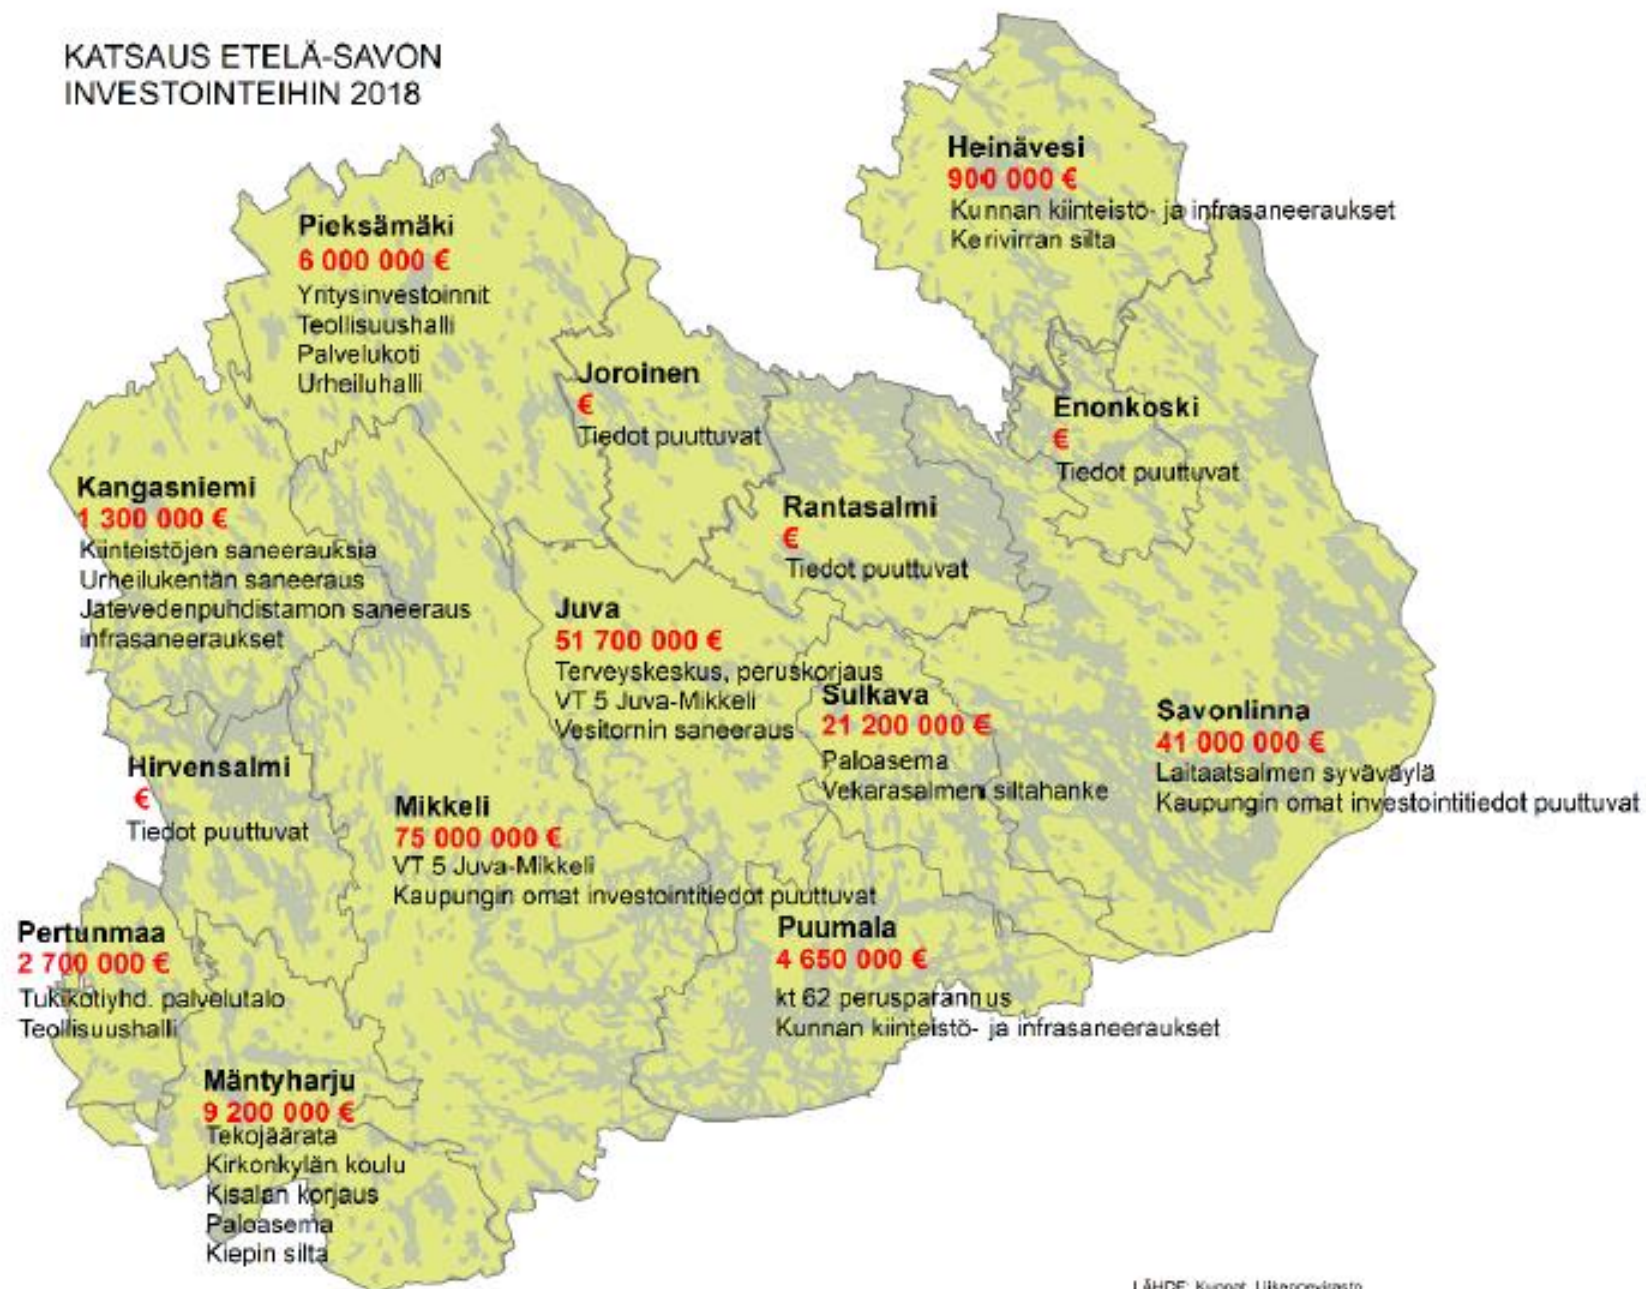 KATSAUS ETELÄ-SAVON
INVESTOINTEIHIN 2018
Heinävesi
900 000 €
Kunnan kiinteistö- ja infrasaneeraukset
Kerivirran silta
Pieksämäki
6 000 000 €
Yritysinvestoinnit
Teollisuushalli
Palvelukoti
Urheiluhalli
Joroinen
€
Tiedot puuttuvat
Enonkoski
€
Tiedot puuttuvat
Kangasniemi
1 300 000 €
Kiinteistöjen saneerauksia
Urheilukentän saneeraus
Jätevedenpuhdistamon saneeraus
infrasaneeraukset
Rantasalmi
€
Tiedot puuttuvat
Juva
51 700 000 €
Terveyskeskus, peruskorjaus
VT 5 Juva-Mikkeli
Vesitornin saneeraus
Sulkava
21 200 000 €
Paloasema
Vekarasalmen siltahanke
Savonlinna
41 000 000 €
Laitaatsalmen syväväylä
Kaupungin omat investointitiedot puuttuvat
Hirvensalmi
€
Tiedot puuttuvat
Mikkeli
75 000 000 €
VT 5 Juva-Mikkeli
Kaupungin omat investointitiedot puuttuvat
Pertunmaa
2 700 000 €
Tukikotiyhd. palvelutalo
Teollisuushalli
Puumala
4 650 000 €
kt 62 perusparannus
Kunnan kiinteistö- ja infrasaneeraukset
Mäntyharju
9 200 000 €
Tekojäärata
Kirkonkylän koulu
Kisalan korjaus
Paloasema
Kiepin silta
LÄHDE: Kunnat, Liikennevirasto